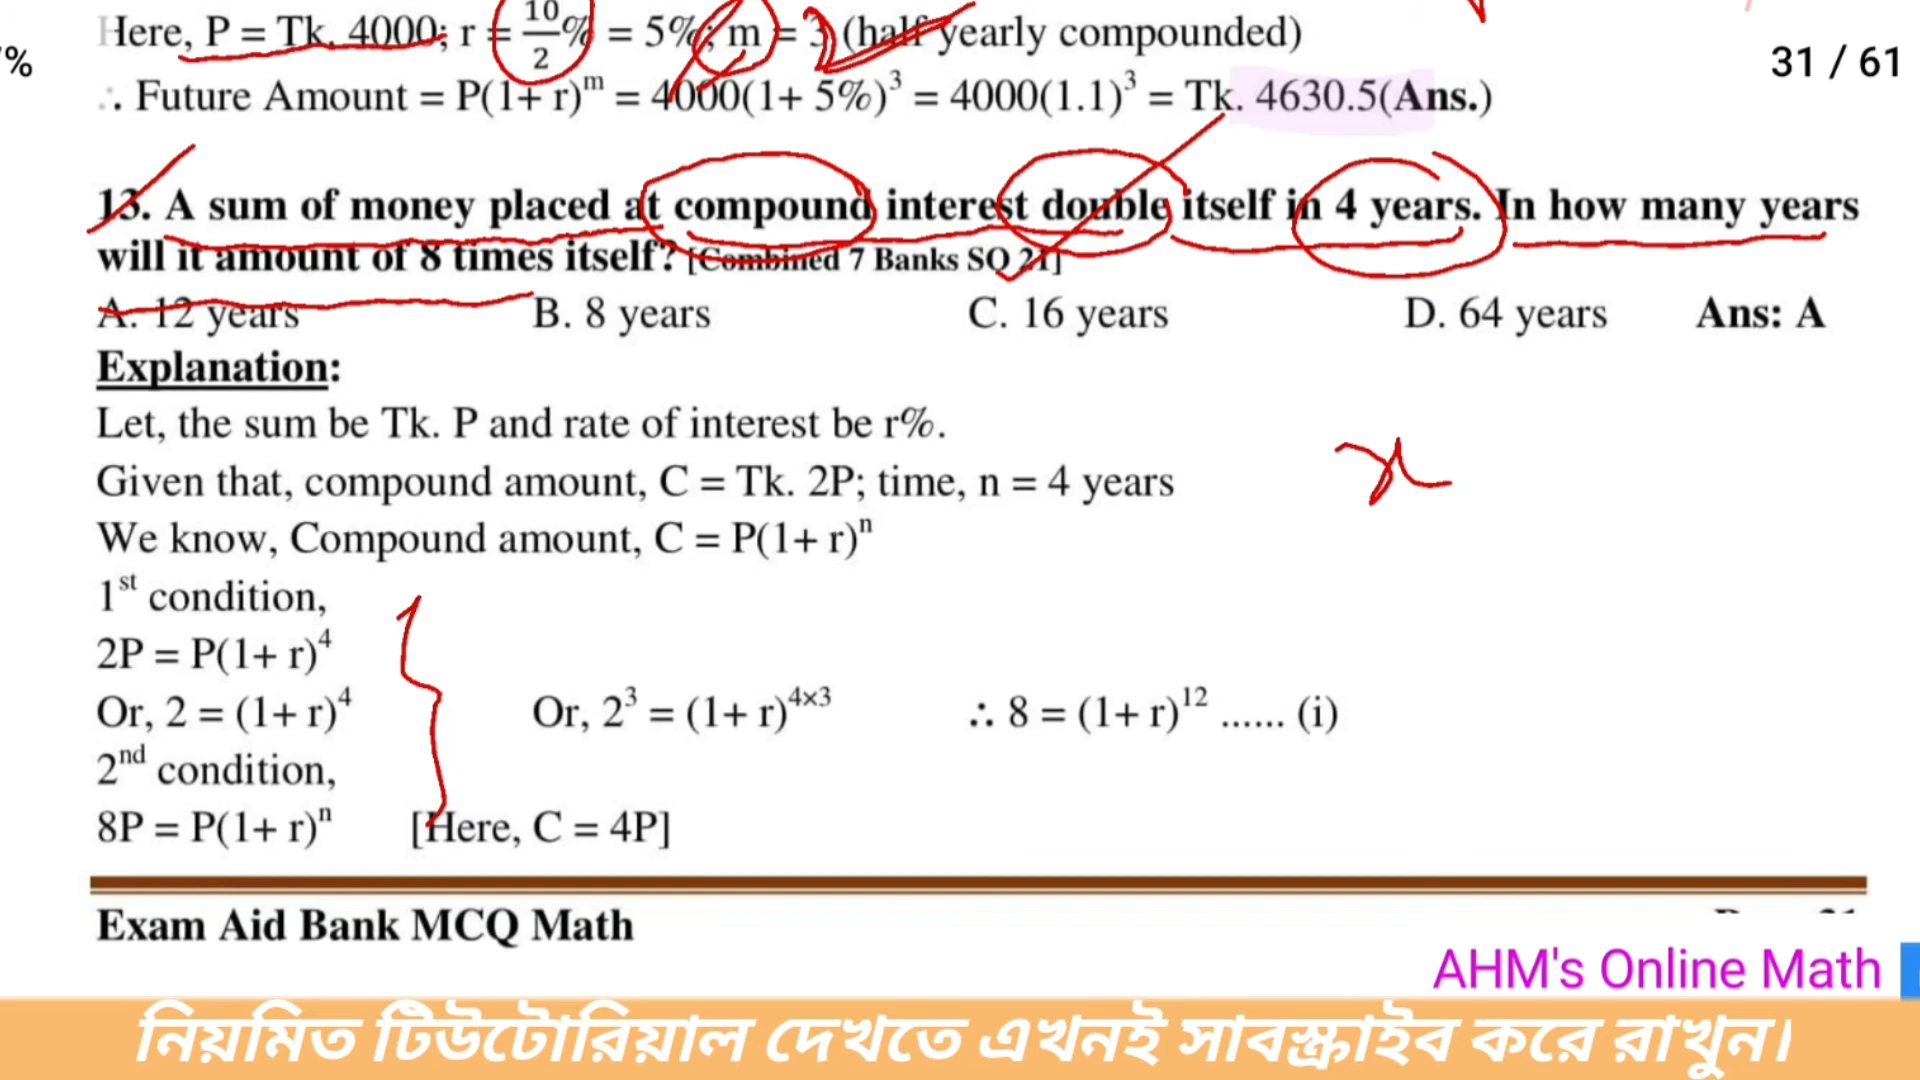 Here, P = Tk. 4000; r = 10/2% = 5%; m = 3 (half yearly compounded)
%
31 / 61
∴ Future Amount = P(1+ r)^m = 4000(1+ 5%)^3 = 4000(1.1)^3 = Tk. 4630.5(Ans.)
13. A sum of money placed at compound interest double itself in 4 years. In how many years
will it amount of 8 times itself? [Combined 7 Banks SO 21]
A. 12 years B. 8 years C. 16 years D. 64 years Ans: A
Explanation:
Let, the sum be Tk. P and rate of interest be r%.
x
Given that, compound amount, C = Tk. 2P; time, n = 4 years
We know, Compound amount, C = P(1+ r)^n
1st condition,
2P = P(1+ r)^4
Or, 2 = (1+ r)^4 Or, 2^3 = (1+ r)^4×3 ∴ 8 = (1+ r)^12 ...... (i)
2nd condition,
8P = P(1+ r)^n [Here, C = 4P]
Exam Aid Bank MCQ Math
AHM's Online Math
নিয়মিত টিউটোরিয়াল দেখতে এখনই সাবস্ক্রাইব করে রাখুন।